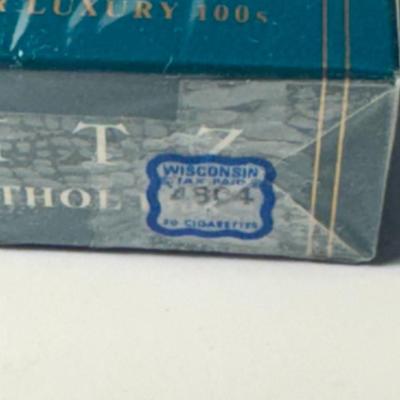 R LUXURY 100s
I T Z
THOL
WISCONSIN
TAX PAID
4804
20 CIGARETTES